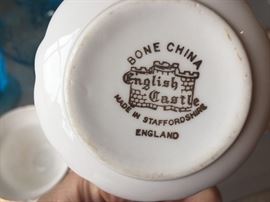 BONE CHINA
English
Castle
MADE IN STAFFORDSHIRE
ENGLAND